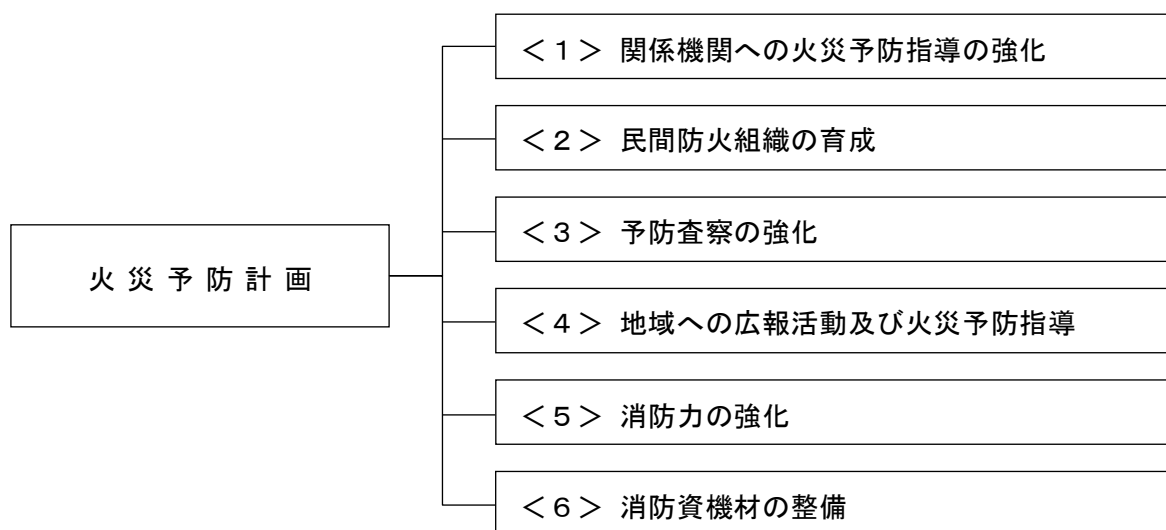 ＜１＞ 関係機関への火災予防指導の強化
＜２＞ 民間防火組織の育成
＜３＞ 予防査察の強化
火 災 予 防 計 画
＜４＞ 地域への広報活動及び火災予防指導
＜５＞ 消防力の強化
＜６＞ 消防資機材の整備